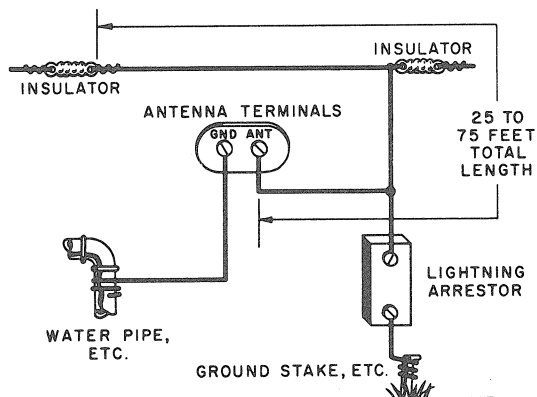 INSULATOR
INSULATOR
ANTENNA TERMINALS
GND ANT
25 TO
75 FEET
TOTAL
LENGTH
LIGHTNING
ARRESTOR
WATER PIPE,
ETC.
GROUND STAKE, ETC.